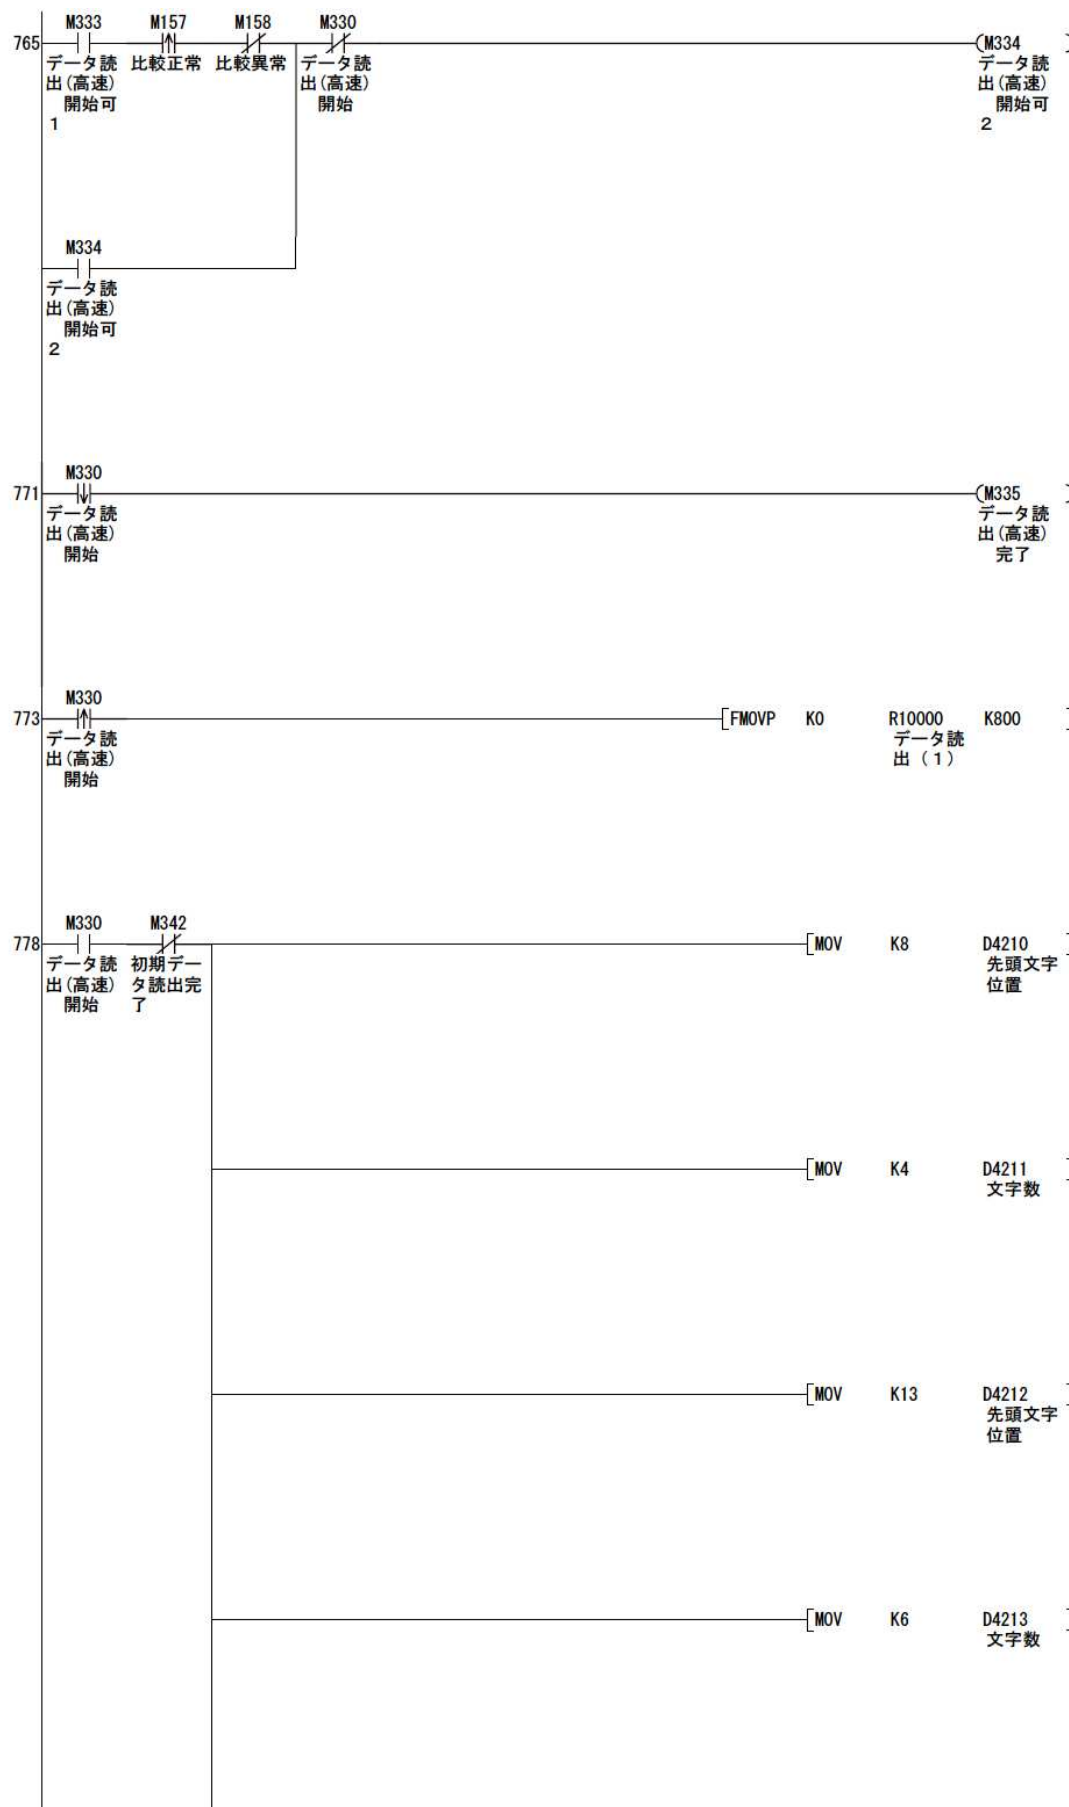 M333 M157 M158 M330
765 (M334 )
データ読 比較正常 比較異常 データ読 データ読
出(高速) 出(高速) 出(高速)
開始可 開始 開始可
1 2
M334
データ読
出(高速)
開始可
2
M330
771 (M335 )
データ読 データ読
出(高速) 出(高速)
開始 完了
M330
773 [FMOVP K0 R10000 K800 ]
データ読 データ読
出(高速) 出(1)
開始
M330 M342
778 [MOV K8 D4210 ]
データ読 初期デー 先頭文字
出(高速) タ読出完 位置
開始 了
[MOV K4 D4211 ]
文字数
[MOV K13 D4212 ]
先頭文字
位置
[MOV K6 D4213 ]
文字数